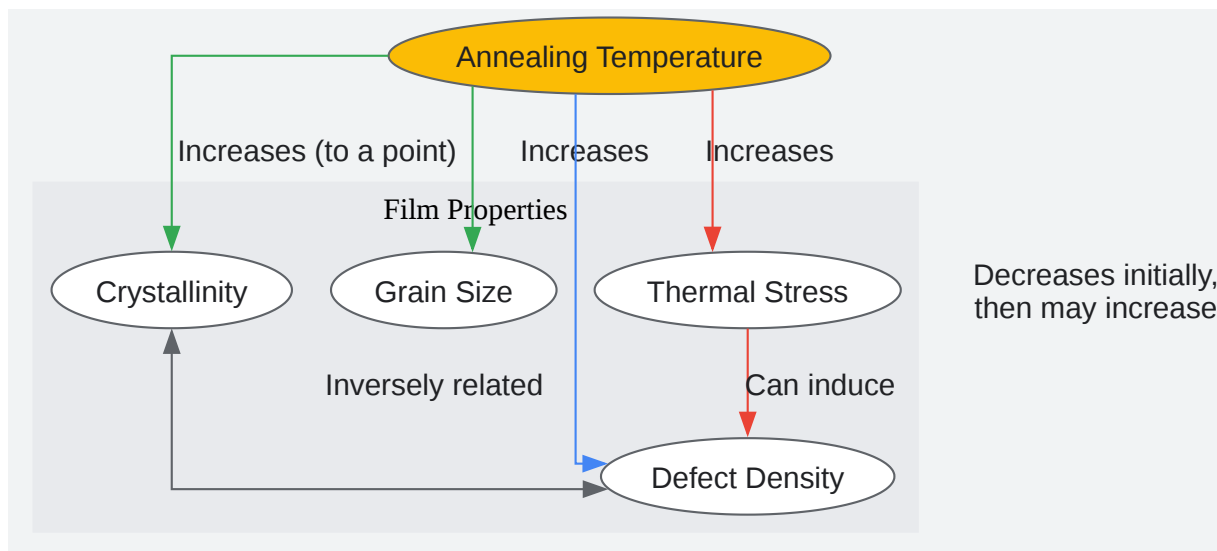 Annealing Temperature
Increases (to a point)
Increases
Increases
Film Properties
Crystallinity
Grain Size
Thermal Stress
Decreases initially,
then may increase
Inversely related
Can induce
Defect Density